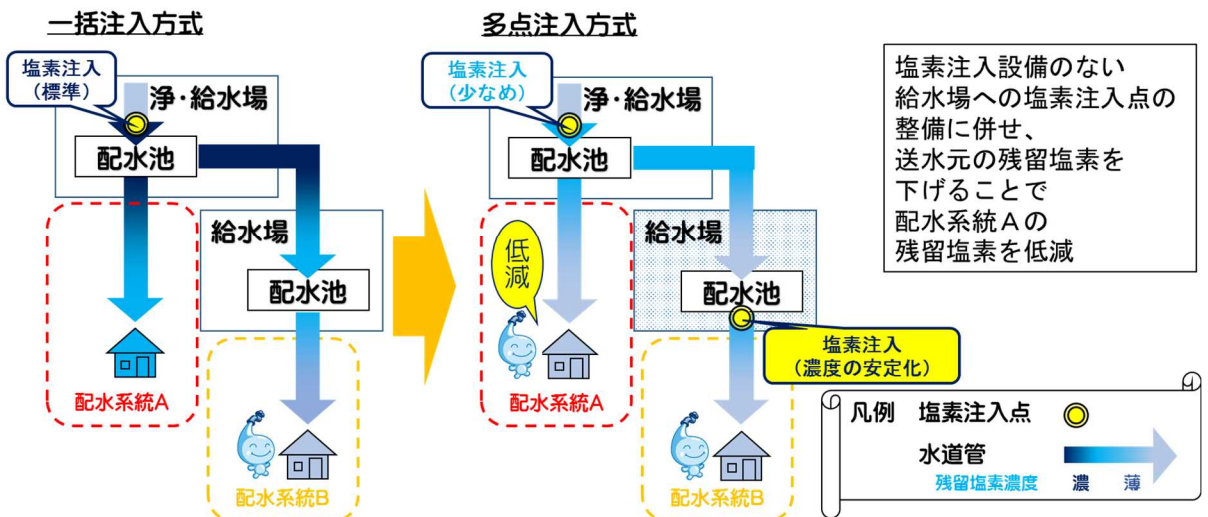 一括注入方式
塩素注入
（標準）
浄・給水場
配水池
給水場
配水池
配水系統A
配水系統B
多点注入方式
塩素注入
（少なめ）
浄・給水場
配水池
給水場
低減
配水池
塩素注入
（濃度の安定化）
配水系統A
配水系統B
塩素注入設備のない
給水場への塩素注入点の
整備に併せ、
送水元の残留塩素を
下げることで
配水系統Aの
残留塩素を低減
凡例 塩素注入点
水道管
残留塩素濃度 濃 薄